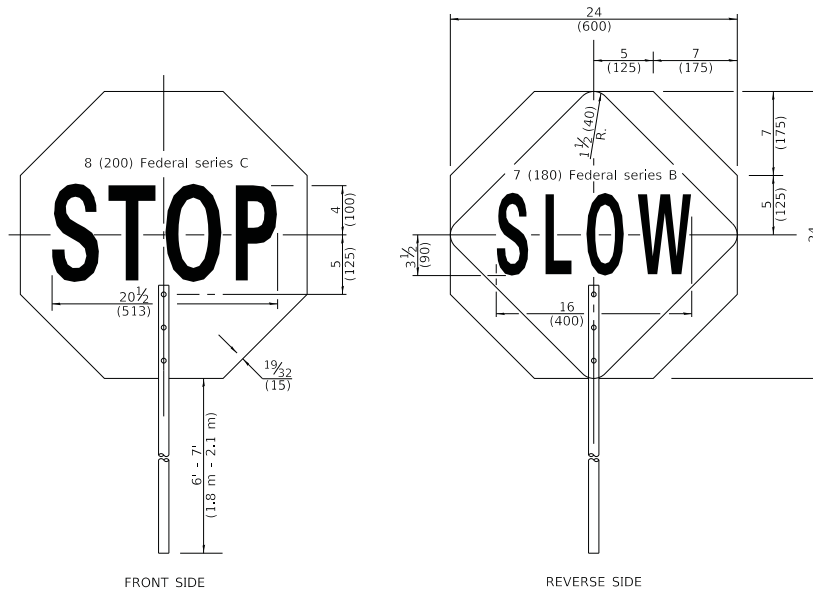 24
(600)
5
(125)
7
(175)
8 (200) Federal series C
STOP
4
(100)
5
(125)
20½
(513)
19⁄32
(15)
6' - 7'
(1.8 m - 2.1 m)
FRONT SIDE
1½ (40)
R.
7
(175)
5
(125)
7 (180) Federal series B
SLOW
3½
(90)
16
(400)
REVERSE SIDE